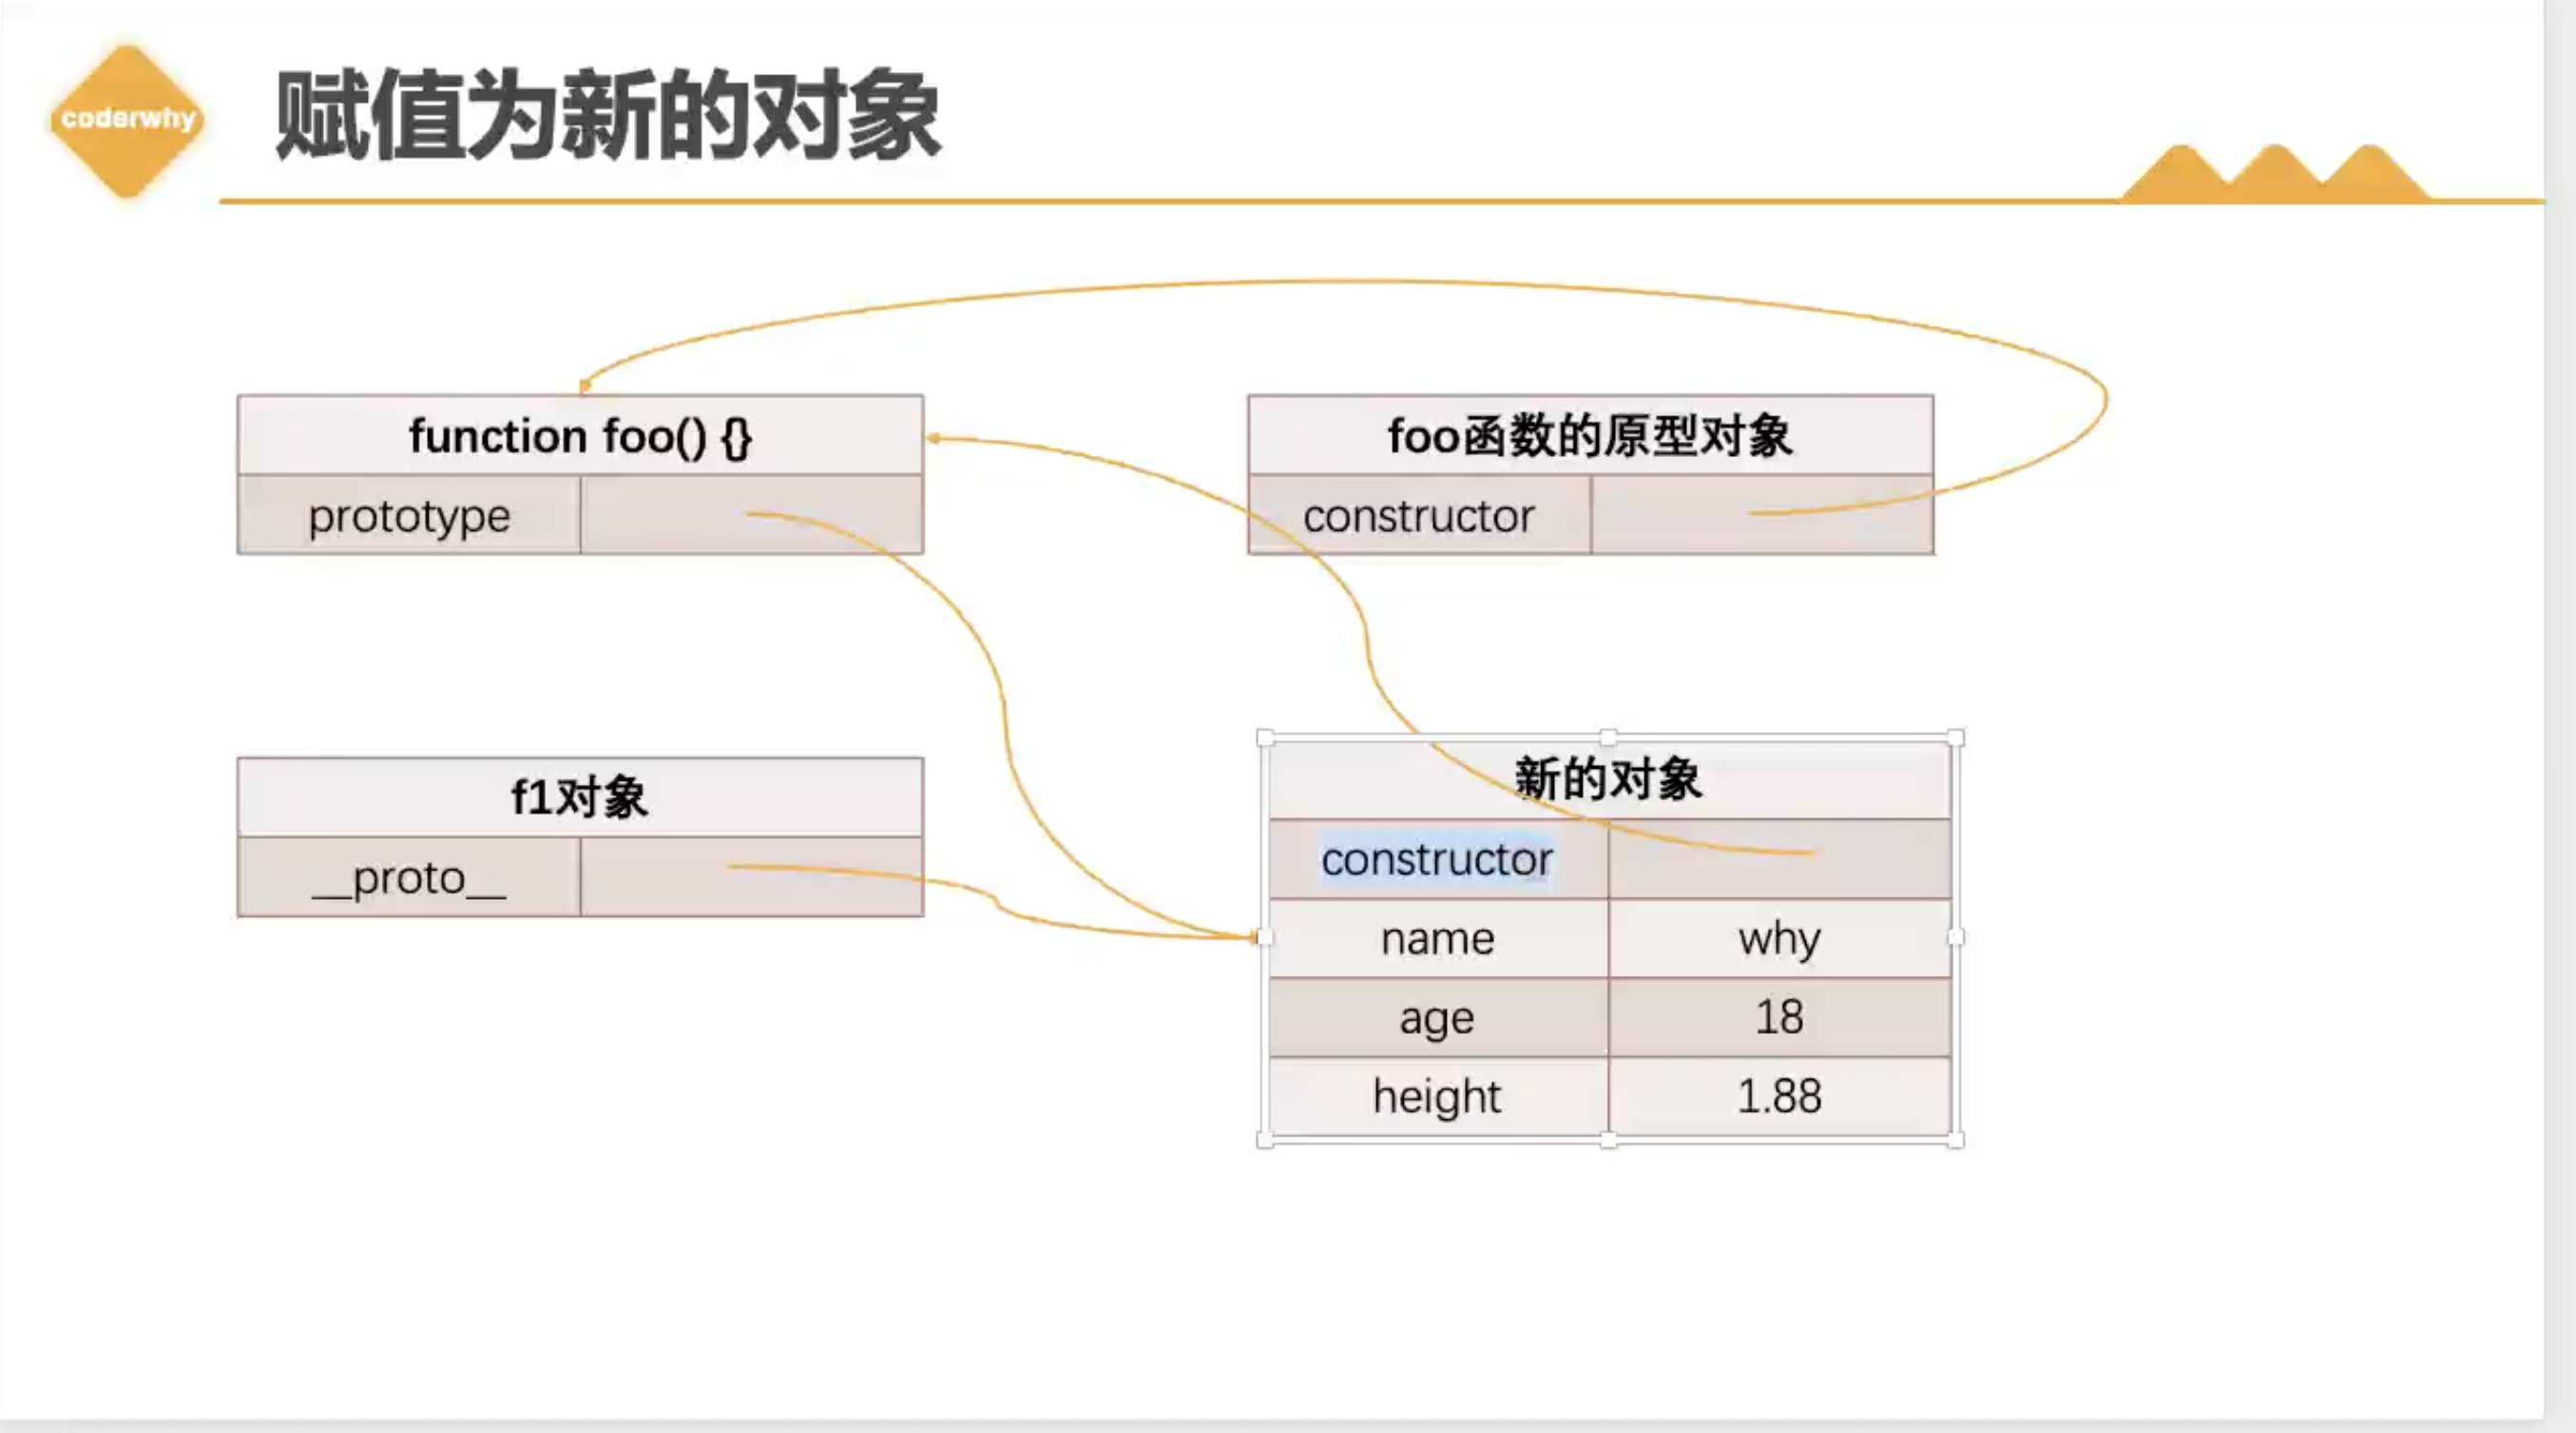 coderwhy
赋值为新的对象
function foo() {}
prototype
foo函数的原型对象
constructor
f1对象
__proto__
新的对象
constructor
name why
age 18
height 1.88